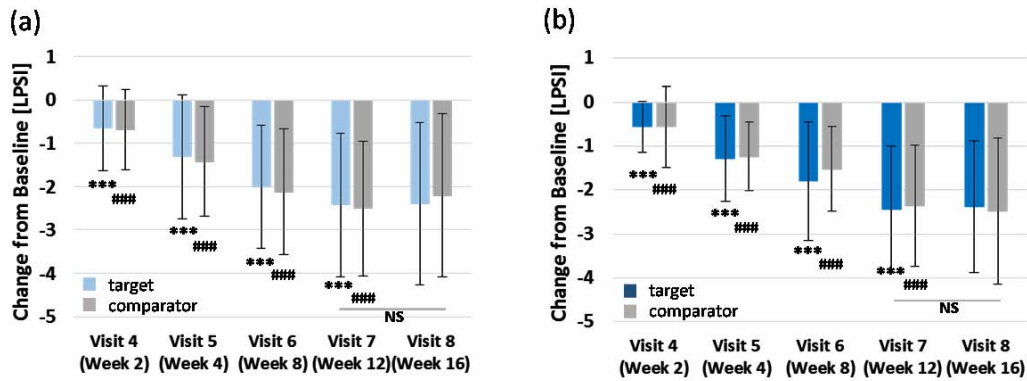 (a)
Change from Baseline [LPSI]
1
0
-1
-2
-3
-4
-5
***
###
***
###
***
###
***
###
NS
target
comparator
Visit 4 Visit 5 Visit 6 Visit 7 Visit 8
(Week 2) (Week 4) (Week 8) (Week 12) (Week 16)
(b)
Change from Baseline [LPSI]
1
0
-1
-2
-3
-4
-5
***
###
***
###
***
###
***
###
NS
target
comparator
Visit 4 Visit 5 Visit 6 Visit 7 Visit 8
(Week 2) (Week 4) (Week 8) (Week 12) (Week 16)